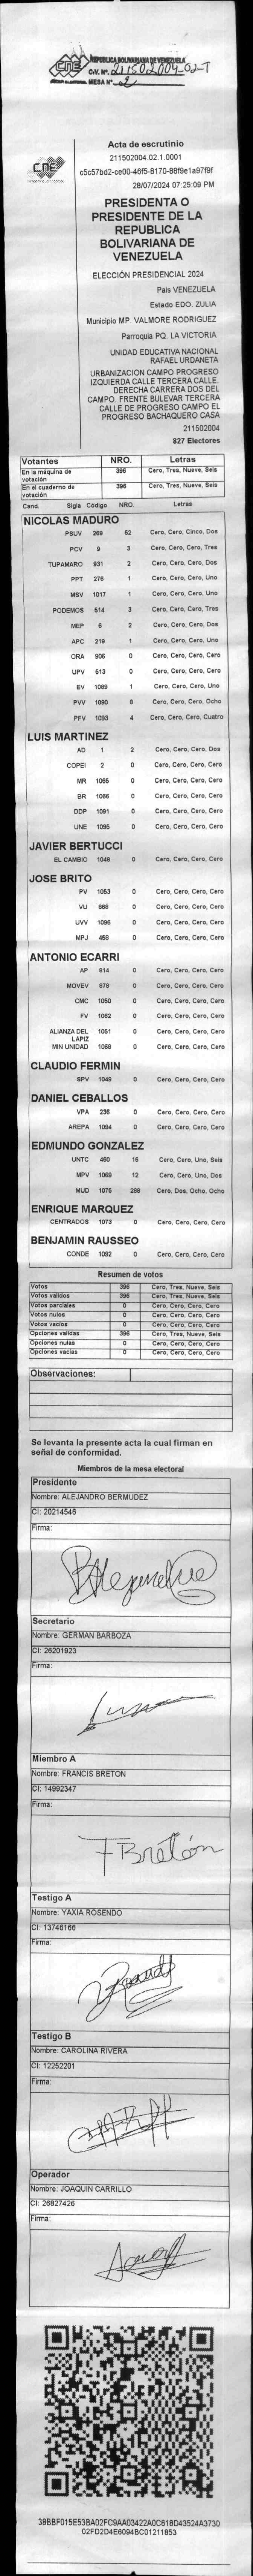 REPUBLICA BOLIVARIANA DE VENEZUELA
CNE
C.V. N°. 211502004-02-T
MESA N° 2
Acta de escrutinio
211502004.02.1.0001
CNE
c5c57bd2-ce00-46f5-8170-88f9e1a97f9f
28/07/2024 07:25:09 PM
PRESIDENTA O
PRESIDENTE DE LA
REPUBLICA
BOLIVARIANA DE
VENEZUELA
ELECCIÓN PRESIDENCIAL 2024
Pais VENEZUELA
Estado EDO. ZULIA
Municipio MP. VALMORE RODRIGUEZ
Parroquia PQ. LA VICTORIA
UNIDAD EDUCATIVA NACIONAL
RAFAEL URDANETA
URBANIZACION CAMPO PROGRESO
IZQUIERDA CALLE TERCERA CALLE.
DERECHA CARRERA DOS DEL
CAMPO. FRENTE BULEVAR TERCERA
CALLE DE PROGRESO CAMPO EL
PROGRESO BACHAQUERO CASA
211502004
827 Electores
Votantes NRO. Letras
En la máquina de votación 396 Cero, Tres, Nueve, Seis
En el cuaderno de votación 396 Cero, Tres, Nueve, Seis
Cand. Sigla Código NRO. Letras
NICOLAS MADURO
PSUV 269 52 Cero, Cero, Cinco, Dos
PCV 9 3 Cero, Cero, Cero, Tres
TUPAMARO 931 2 Cero, Cero, Cero, Dos
PPT 276 1 Cero, Cero, Cero, Uno
MSV 1017 1 Cero, Cero, Cero, Uno
PODEMOS 514 3 Cero, Cero, Cero, Tres
MEP 6 2 Cero, Cero, Cero, Dos
APC 219 1 Cero, Cero, Cero, Uno
ORA 906 0 Cero, Cero, Cero, Cero
UPV 513 0 Cero, Cero, Cero, Cero
EV 1089 1 Cero, Cero, Cero, Uno
PVV 1090 8 Cero, Cero, Cero, Ocho
PFV 1093 4 Cero, Cero, Cero, Cuatro
LUIS MARTINEZ
AD 1 2 Cero, Cero, Cero, Dos
COPEI 2 0 Cero, Cero, Cero, Cero
MR 1065 0 Cero, Cero, Cero, Cero
BR 1066 0 Cero, Cero, Cero, Cero
DDP 1091 0 Cero, Cero, Cero, Cero
UNE 1095 0 Cero, Cero, Cero, Cero
JAVIER BERTUCCI
EL CAMBIO 1048 0 Cero, Cero, Cero, Cero
JOSE BRITO
PV 1053 0 Cero, Cero, Cero, Cero
VU 868 0 Cero, Cero, Cero, Cero
UVV 1096 0 Cero, Cero, Cero, Cero
MPJ 458 0 Cero, Cero, Cero, Cero
ANTONIO ECARRI
AP 814 0 Cero, Cero, Cero, Cero
MOVEV 878 0 Cero, Cero, Cero, Cero
CMC 1050 0 Cero, Cero, Cero, Cero
FV 1062 0 Cero, Cero, Cero, Cero
ALIANZA DEL LAPIZ 1051 0 Cero, Cero, Cero, Cero
MIN UNIDAD 1068 0 Cero, Cero, Cero, Cero
CLAUDIO FERMIN
SPV 1049 0 Cero, Cero, Cero, Cero
DANIEL CEBALLOS
VPA 236 0 Cero, Cero, Cero, Cero
AREPA 1094 0 Cero, Cero, Cero, Cero
EDMUNDO GONZALEZ
UNTC 460 16 Cero, Cero, Uno, Seis
MPV 1069 12 Cero, Cero, Uno, Dos
MUD 1075 288 Cero, Dos, Ocho, Ocho
ENRIQUE MARQUEZ
CENTRADOS 1073 0 Cero, Cero, Cero, Cero
BENJAMIN RAUSSEO
CONDE 1092 0 Cero, Cero, Cero, Cero
Resumen de votos
Votos 396 Cero, Tres, Nueve, Seis
Votos validos 396 Cero, Tres, Nueve, Seis
Votos parciales 0 Cero, Cero, Cero, Cero
Votos nulos 0 Cero, Cero, Cero, Cero
Votos vacios 0 Cero, Cero, Cero, Cero
Opciones validas 396 Cero, Tres, Nueve, Seis
Opciones nulas 0 Cero, Cero, Cero, Cero
Opciones vacias 0 Cero, Cero, Cero, Cero
Observaciones:
Se levanta la presente acta la cual firman en
señal de conformidad.
Miembros de la mesa electoral
Presidente
Nombre: ALEJANDRO BERMUDEZ
CI: 20214546
Firma:
Secretario
Nombre: GERMAN BARBOZA
CI: 26201923
Firma:
Miembro A
Nombre: FRANCIS BRETON
CI: 14992347
Firma:
FBretón
Testigo A
Nombre: YAXIA ROSENDO
CI: 13746166
Firma:
Testigo B
Nombre: CAROLINA RIVERA
CI: 12252201
Firma:
Operador
Nombre: JOAQUIN CARRILLO
CI: 26827426
Firma:
38BBF015E53BA02FC9AA03422A0C618D43524A3730
02FD2D4E6094BC01211853